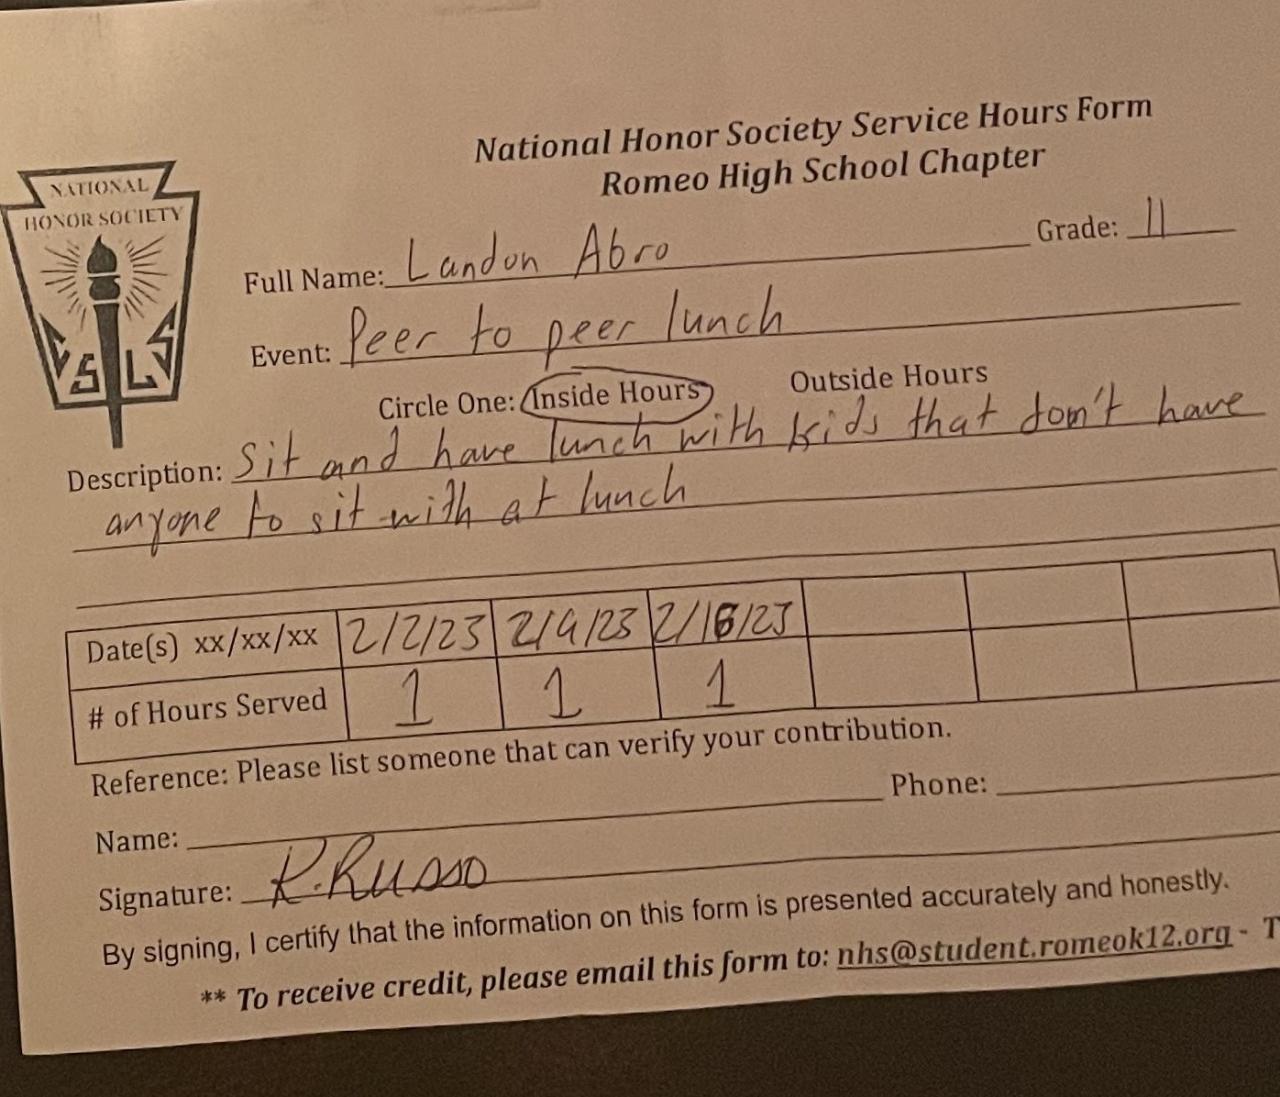 National Honor Society Service Hours Form
Romeo High School Chapter
NATIONAL
HONOR SOCIETY
S L S
Full Name: Landon Abro Grade: 11
Event: Peer to peer lunch
Circle One: Inside Hours Outside Hours
Description: Sit and have lunch with kids that don't have
anyone to sit with at lunch
Date(s) xx/xx/xx 2/2/23 2/9/23 2/16/23
# of Hours Served 1 1 1
Reference: Please list someone that can verify your contribution.
Name: Phone:
Signature: K.Russo
By signing, I certify that the information on this form is presented accurately and honestly.
** To receive credit, please email this form to: nhs@student.romeok12.org - T